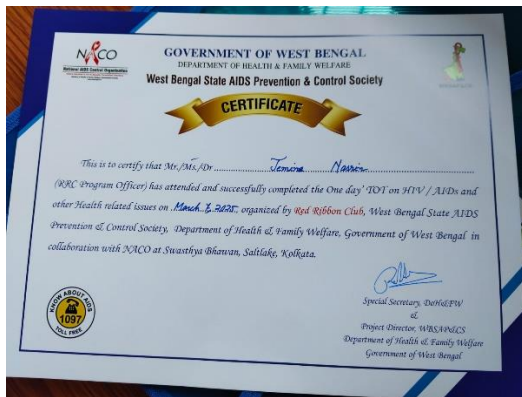 NACO
National AIDS Control Organisation
GOVERNMENT OF WEST BENGAL
DEPARTMENT OF HEALTH & FAMILY WELFARE
West Bengal State AIDS Prevention & Control Society
CERTIFICATE
This is to certify that Mr./Ms./Dr ........ Jemina Nasrin ........
(RRC Program Officer) has attended and successfully completed the One day' TOT on HIV / AIDs and
other Health related issues on March, 7, 2025, organized by Red Ribbon Club, West Bengal State AIDS
Prevention & Control Society, Department of Health & Family Welfare, Government of West Bengal in
collaboration with NACO at Swasthya Bhawan, Saltlake, Kolkata.
KNOW ABOUT AIDS
1097
TOLL FREE
Special Secretary, DoH&FW
&
Project Director, WBSAP&CS
Department of Health & Family Welfare
Government of West Bengal